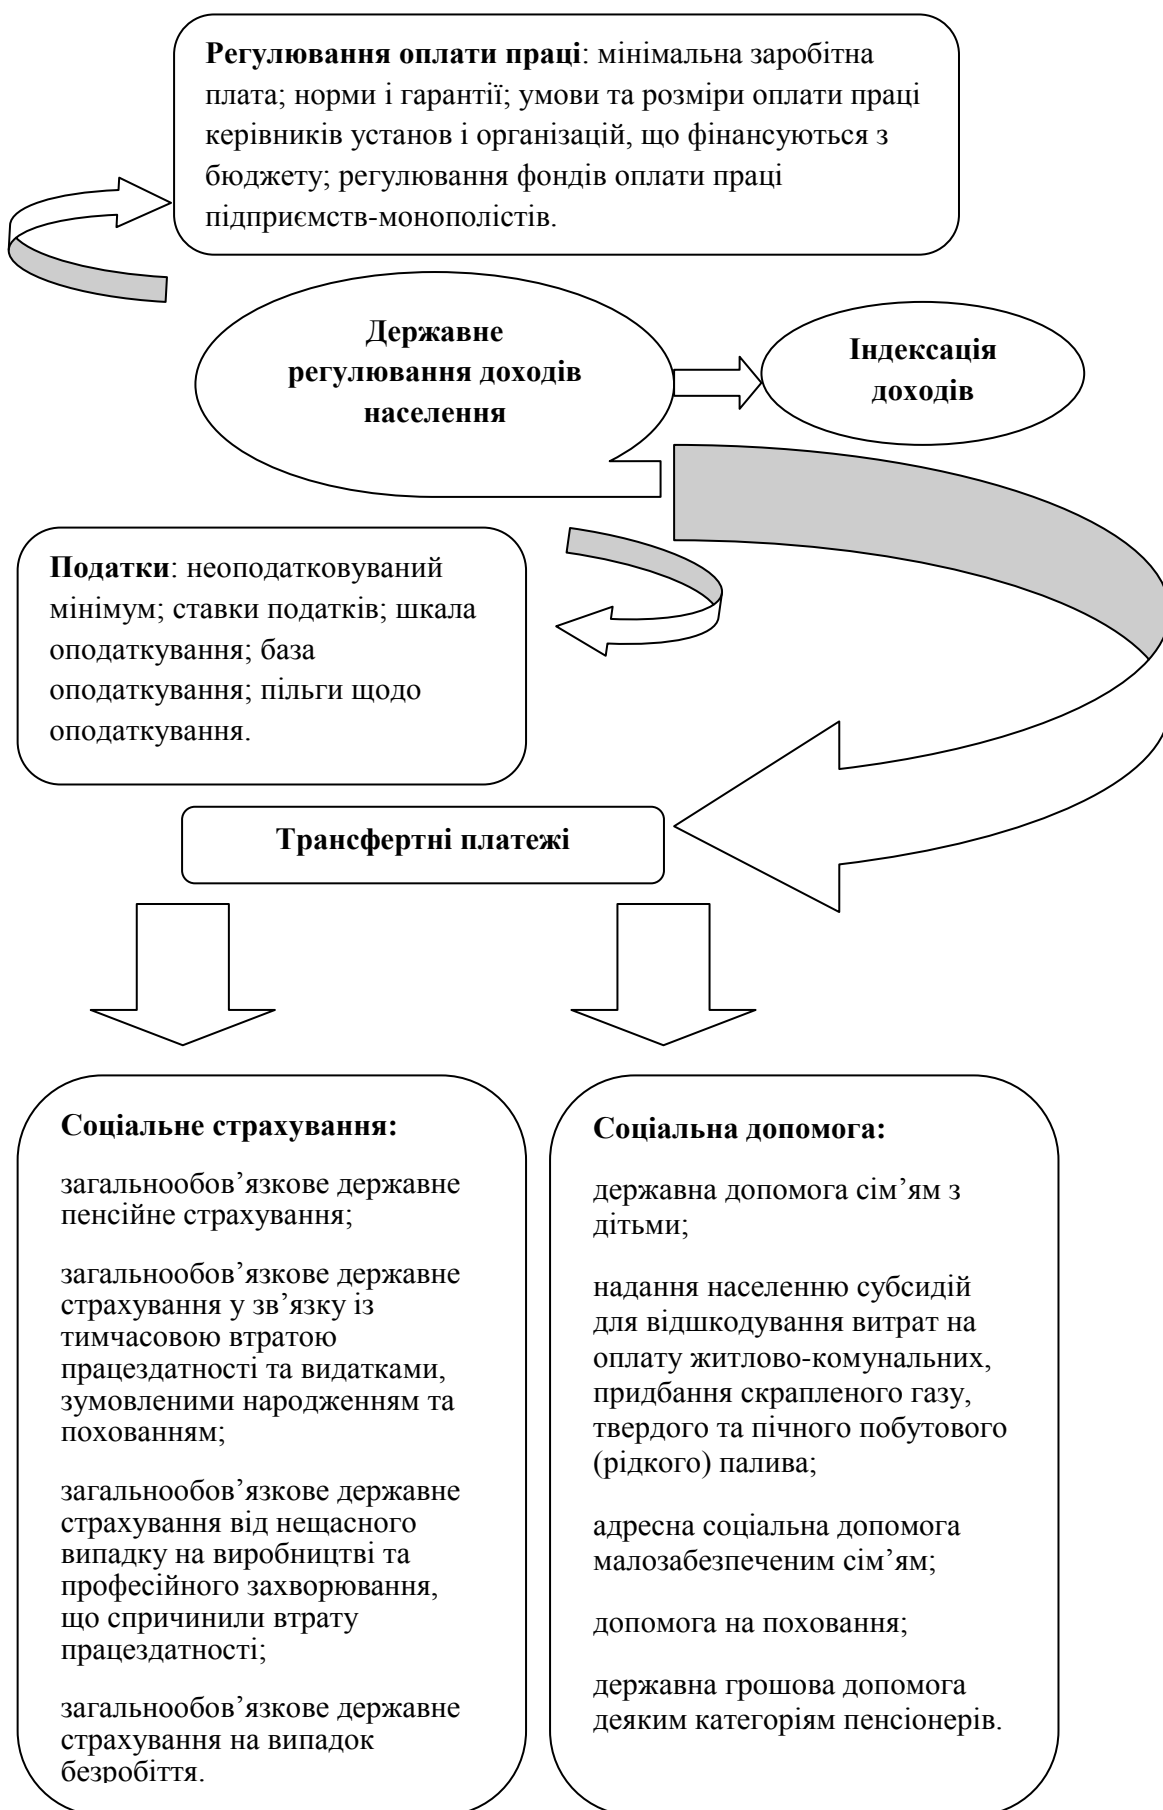 Регулювання оплати праці: мінімальна заробітна
плата; норми і гарантії; умови та розміри оплати праці
керівників установ і організацій, що фінансуються з
бюджету; регулювання фондів оплати праці
підприємств-монополістів.
Державне
регулювання доходів
населення
Індексація
доходів
Податки: неоподатковуваний
мінімум; ставки податків; шкала
оподаткування; база
оподаткування; пільги щодо
оподаткування.
Трансфертні платежі
Соціальне страхування:
загальнообов’язкове державне
пенсійне страхування;
загальнообов’язкове державне
страхування у зв’язку із
тимчасовою втратою
працездатності та видатками,
зумовленими народженням та
похованням;
загальнообов’язкове державне
страхування від нещасного
випадку на виробництві та
професійного захворювання,
що спричинили втрату
працездатності;
загальнообов’язкове державне
страхування на випадок
безробіття.
Соціальна допомога:
державна допомога сім’ям з
дітьми;
надання населенню субсидій
для відшкодування витрат на
оплату житлово-комунальних,
придбання скрапленого газу,
твердого та пічного побутового
(рідкого) палива;
адресна соціальна допомога
малозабезпеченим сім’ям;
допомога на поховання;
державна грошова допомога
деяким категоріям пенсіонерів.